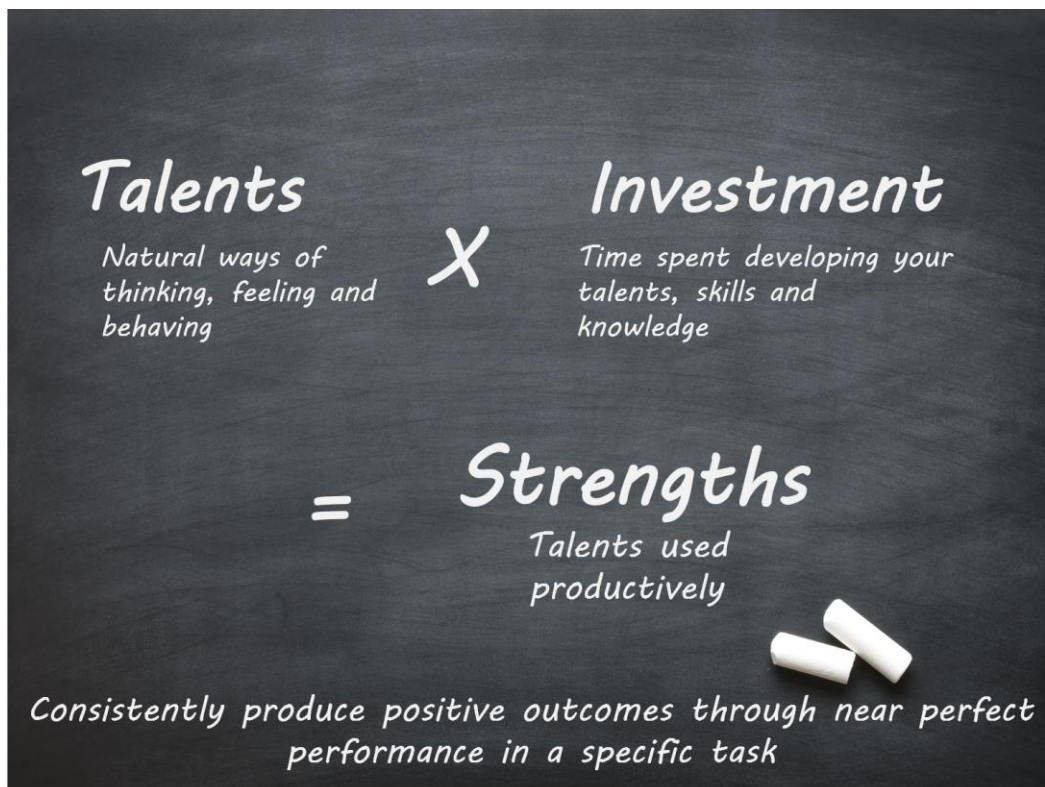 Talents
Natural ways of
thinking, feeling and
behaving
X
Investment
Time spent developing your
talents, skills and
knowledge
=
Strengths
Talents used
productively
Consistently produce positive outcomes through near perfect
performance in a specific task